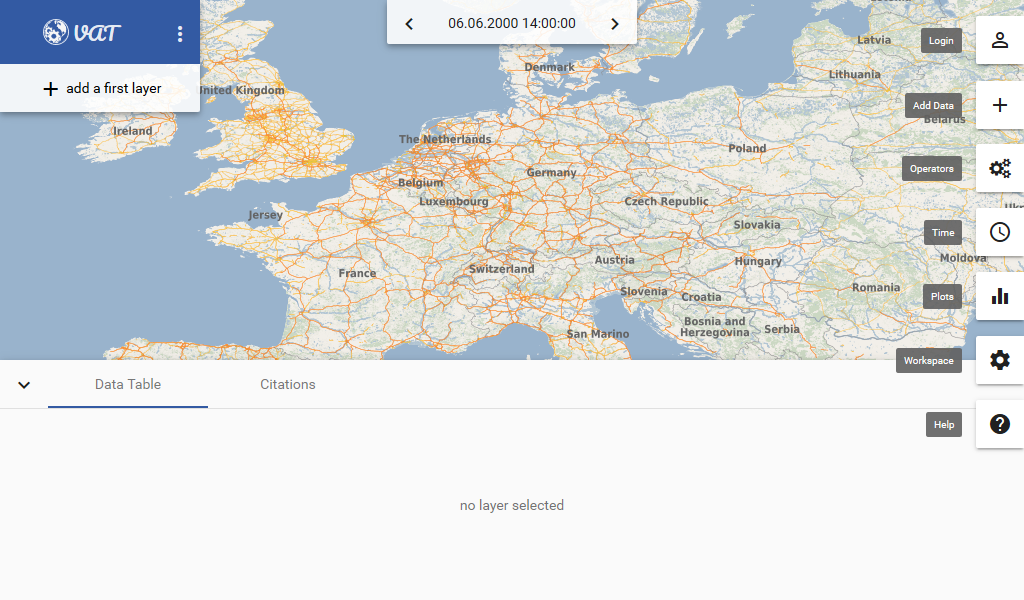 VAT
06.06.2000 14:00:00
Login
add a first layer
Add Data
Operators
Time
Plots
Workspace
Help
Latvia
Denmark
Lithuania
United Kingdom
Belarus
Ireland
The Netherlands
Poland
Germany
Belgium
Luxembourg
Czech Republic
Jersey
Slovakia
Moldova
France
Switzerland
Austria
Hungary
Slovenia
Croatia
Romania
San Marino
Bosnia and
Herzegovina
Serbia
Data Table
Citations
no layer selected